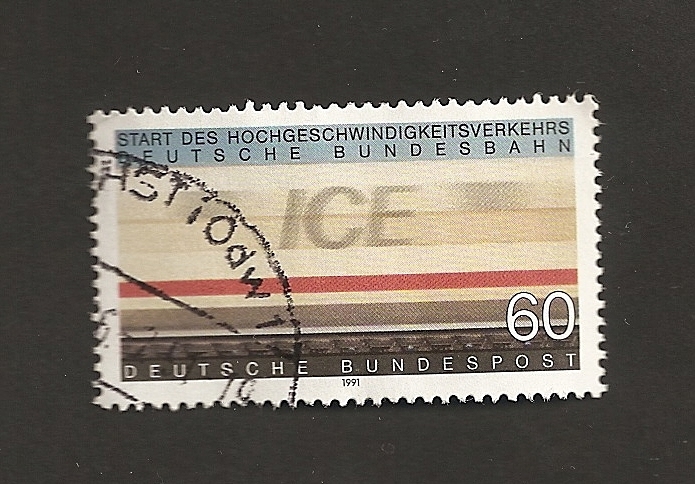 START DES HOCHGESCHWINDIGKEITSVERKEHRS
DEUTSCHE BUNDESBAHN
ICE
60
DEUTSCHE BUNDESPOST
1991